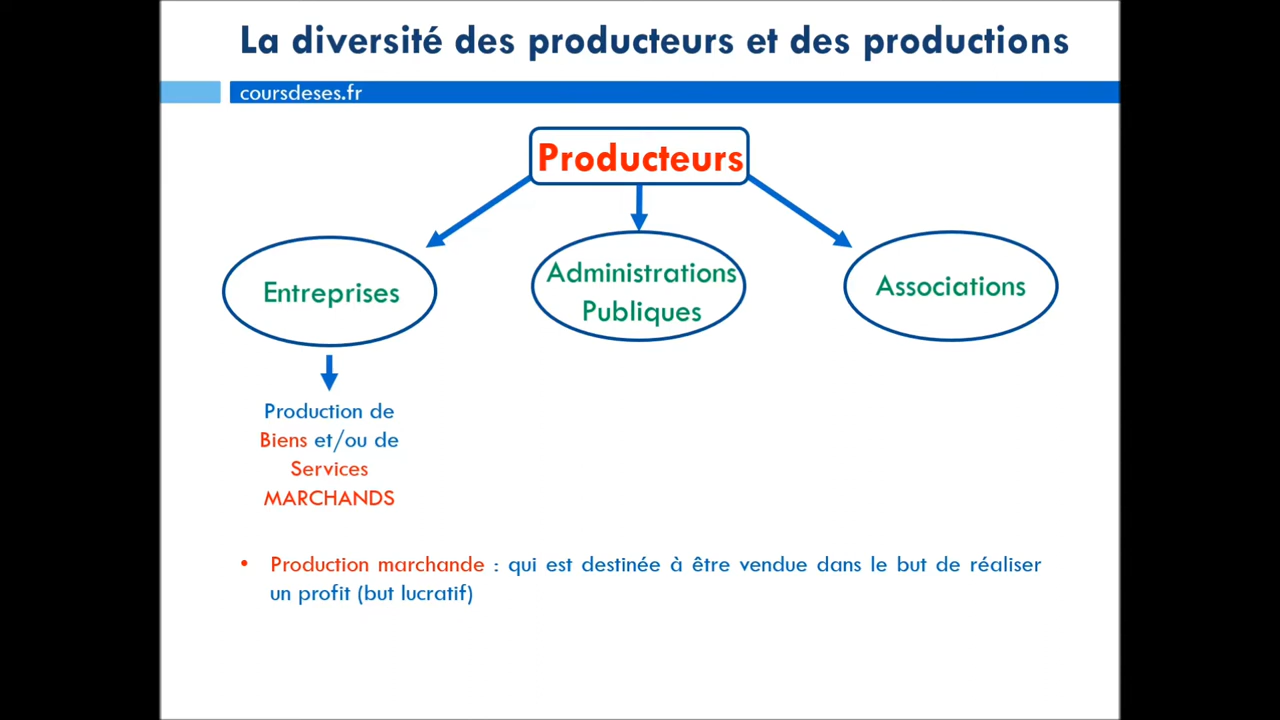 La diversité des producteurs et des productions
coursdeses.fr
Producteurs
Entreprises
Administrations
Publiques
Associations
Production de
Biens et/ou de
Services
MARCHANDS
• Production marchande : qui est destinée à être vendue dans le but de réaliser
un profit (but lucratif)